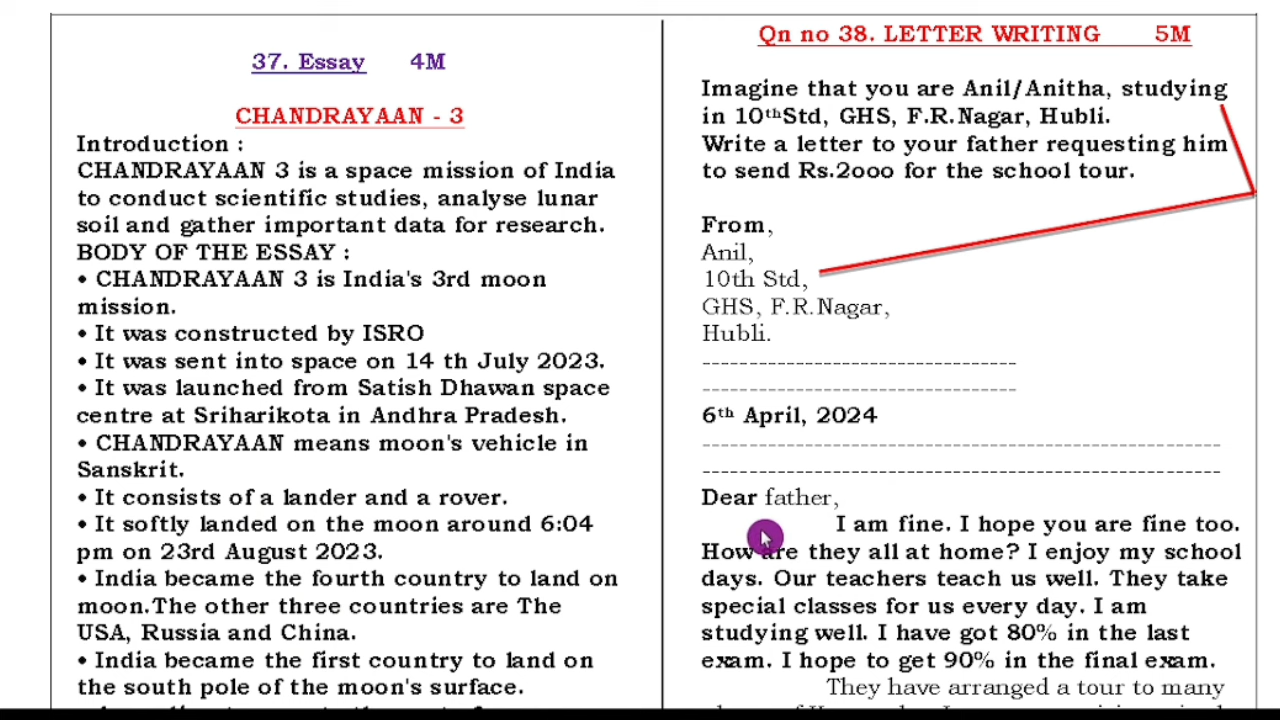 37. Essay 4M
CHANDRAYAAN - 3
Introduction :
CHANDRAYAAN 3 is a space mission of India
to conduct scientific studies, analyse lunar
soil and gather important data for research.
BODY OF THE ESSAY :
• CHANDRAYAAN 3 is India's 3rd moon
mission.
• It was constructed by ISRO
• It was sent into space on 14 th July 2023.
• It was launched from Satish Dhawan space
centre at Sriharikota in Andhra Pradesh.
• CHANDRAYAAN means moon's vehicle in
Sanskrit.
• It consists of a lander and a rover.
• It softly landed on the moon around 6:04
pm on 23rd August 2023.
• India became the fourth country to land on
moon.The other three countries are The
USA, Russia and China.
• India became the first country to land on
the south pole of the moon's surface.
Qn no 38. LETTER WRITING 5M
Imagine that you are Anil/Anitha, studying
in 10thStd, GHS, F.R.Nagar, Hubli.
Write a letter to your father requesting him
to send Rs.2ooo for the school tour.
From,
Anil,
10th Std,
GHS, F.R.Nagar,
Hubli.
----------------------------------
----------------------------------
6th April, 2024
--------------------------------------------------------
--------------------------------------------------------
Dear father,
I am fine. I hope you are fine too.
How are they all at home? I enjoy my school
days. Our teachers teach us well. They take
special classes for us every day. I am
studying well. I have got 80% in the last
exam. I hope to get 90% in the final exam.
They have arranged a tour to many